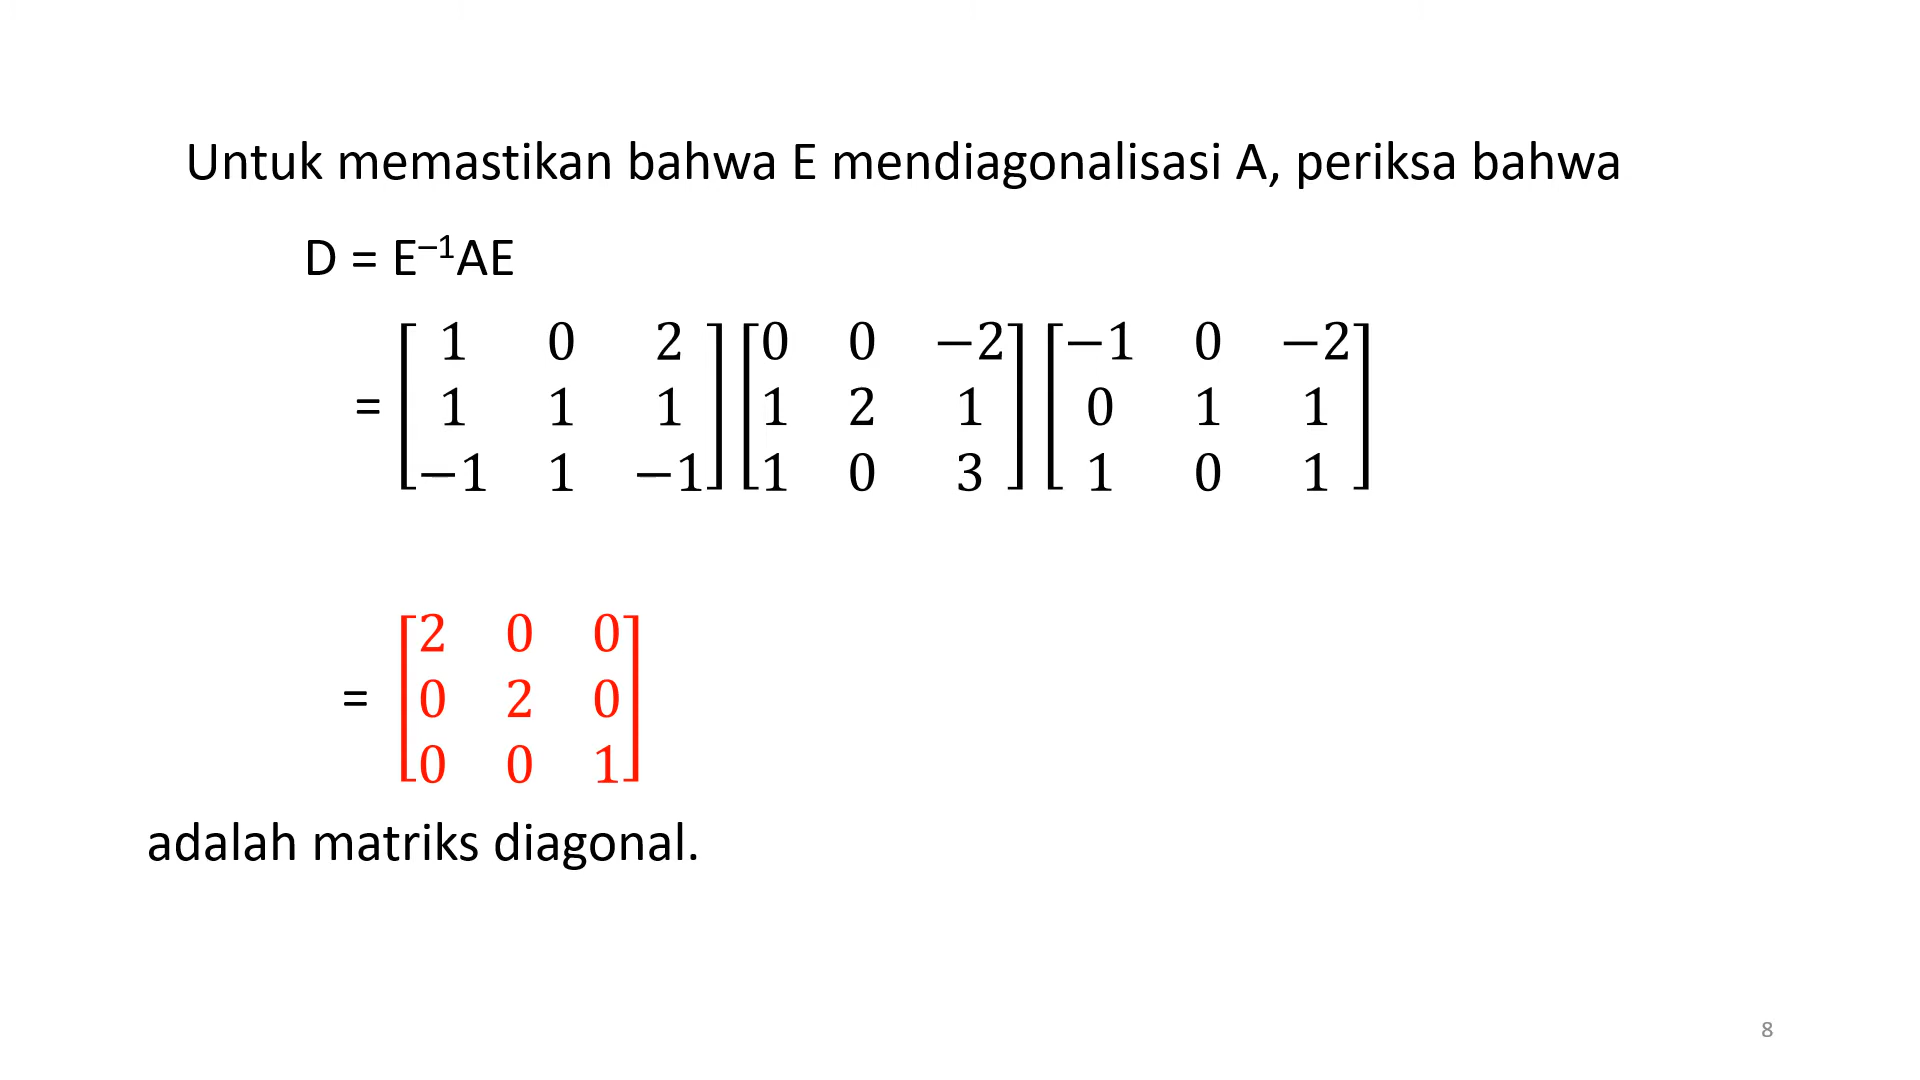 Untuk memastikan bahwa E mendiagonalisasi A, periksa bahwa
D = E⁻¹AE
= [1 0 2; 1 1 1; −1 1 −1] [0 0 −2; 1 2 1; 1 0 3] [−1 0 −2; 0 1 1; 1 0 1]
= [2 0 0; 0 2 0; 0 0 1]
adalah matriks diagonal.
8